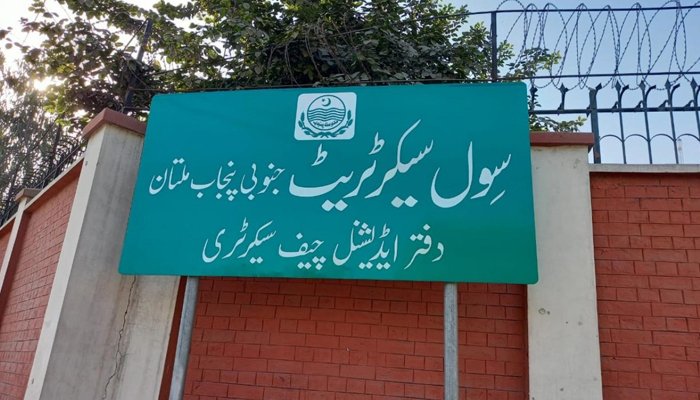 سِول سیکرٹریٹ جنوبی پنجاب ملتان
دفتر ایڈیشنل چیف سیکرٹری